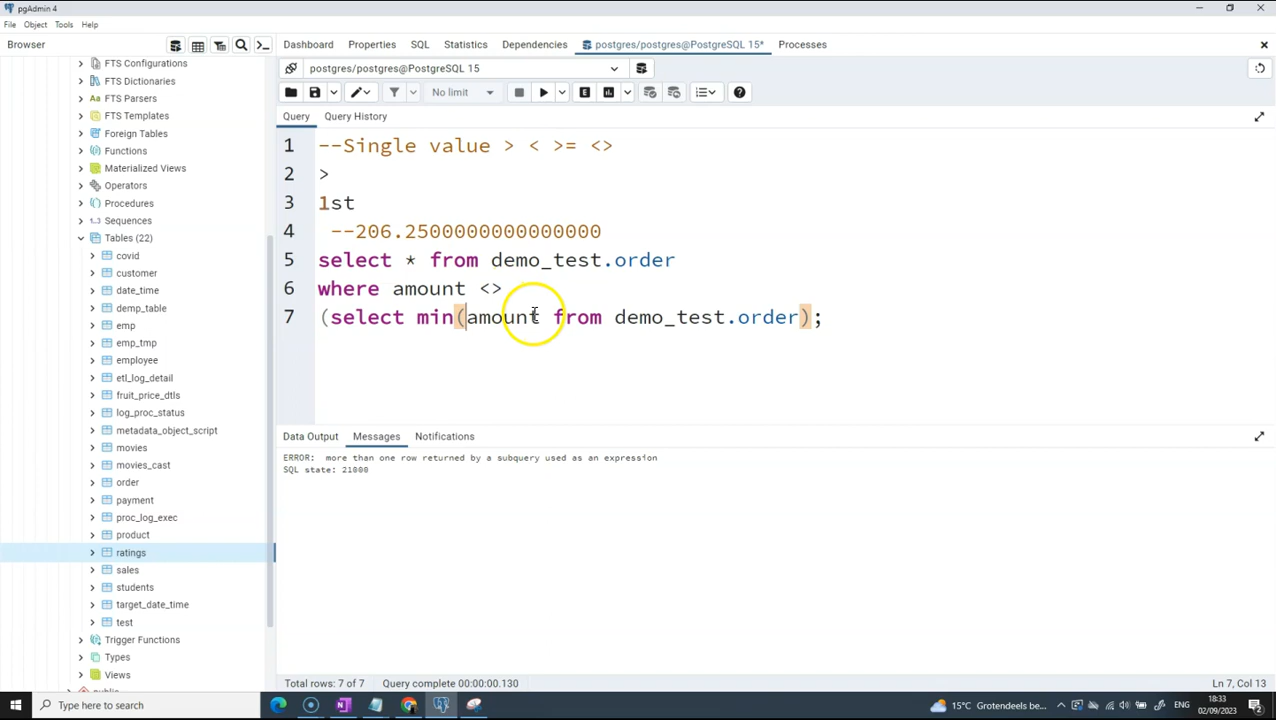 pgAdmin 4
File Object Tools Help
Browser
Dashboard Properties SQL Statistics Dependencies postgres/postgres@PostgreSQL 15* Processes
postgres/postgres@PostgreSQL 15
No limit
E
Query Query History
FTS Configurations
FTS Dictionaries
FTS Parsers
FTS Templates
Foreign Tables
Functions
Materialized Views
Operators
Procedures
Sequences
Tables (22)
covid
customer
date_time
demp_table
emp
emp_tmp
employee
etl_log_detail
fruit_price_dtls
log_proc_status
metadata_object_script
movies
movies_cast
order
payment
proc_log_exec
product
ratings
sales
students
target_date_time
test
Trigger Functions
Types
Views
1 --Single value > < >= <>
2 >
3 1st
4 --206.2500000000000000
5 select * from demo_test.order
6 where amount <>
7 (select min(amount from demo_test.order);
Data Output Messages Notifications
ERROR: more than one row returned by a subquery used as an expression
SQL state: 21000
Total rows: 7 of 7 Query complete 00:00:00.130 Ln 7, Col 13
Type here to search
15°C Grotendeels be...
18:33
02/09/2023